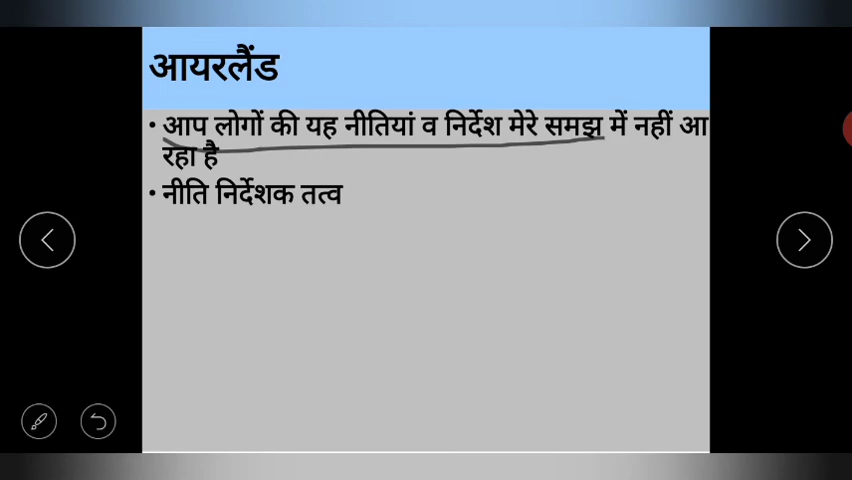 आयरलैंड
• आप लोगों की यह नीतियां व निर्देश मेरे समझ में नहीं आ
रहा है
• नीति निर्देशक तत्व